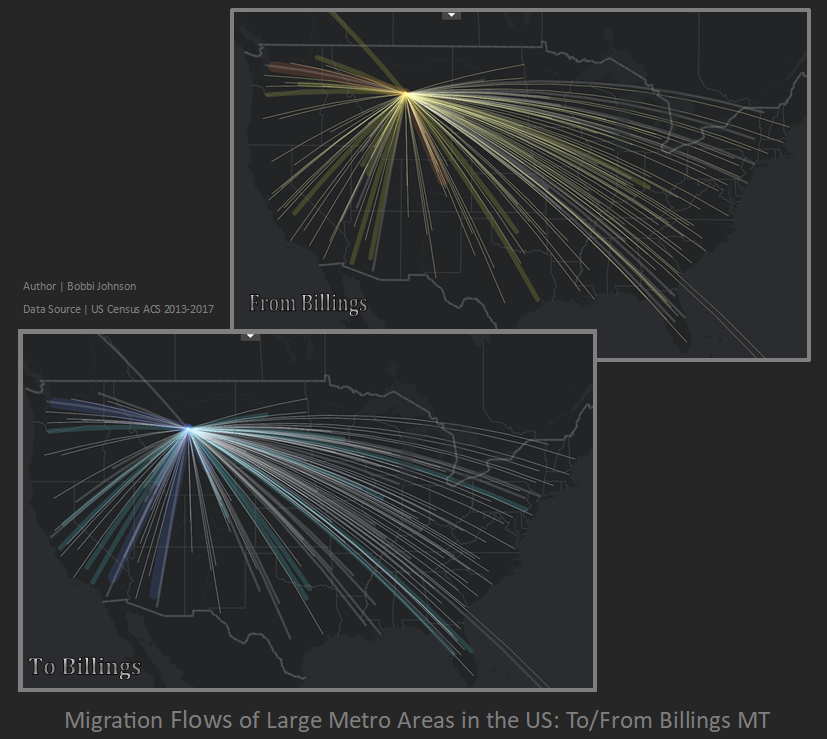 From Billings
Author | Bobbi Johnson
Data Source | US Census ACS 2013-2017
To Billings
Migration Flows of Large Metro Areas in the US: To/From Billings MT